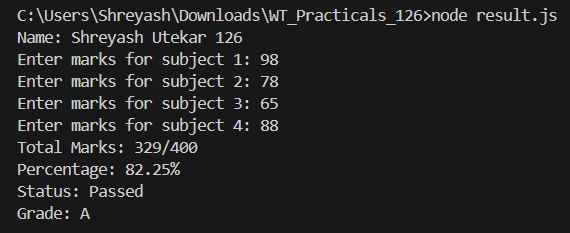 C:\Users\Shreyash\Downloads\WT_Practicals_126>node result.js
Name: Shreyash Utekar 126
Enter marks for subject 1: 98
Enter marks for subject 2: 78
Enter marks for subject 3: 65
Enter marks for subject 4: 88
Total Marks: 329/400
Percentage: 82.25%
Status: Passed
Grade: A